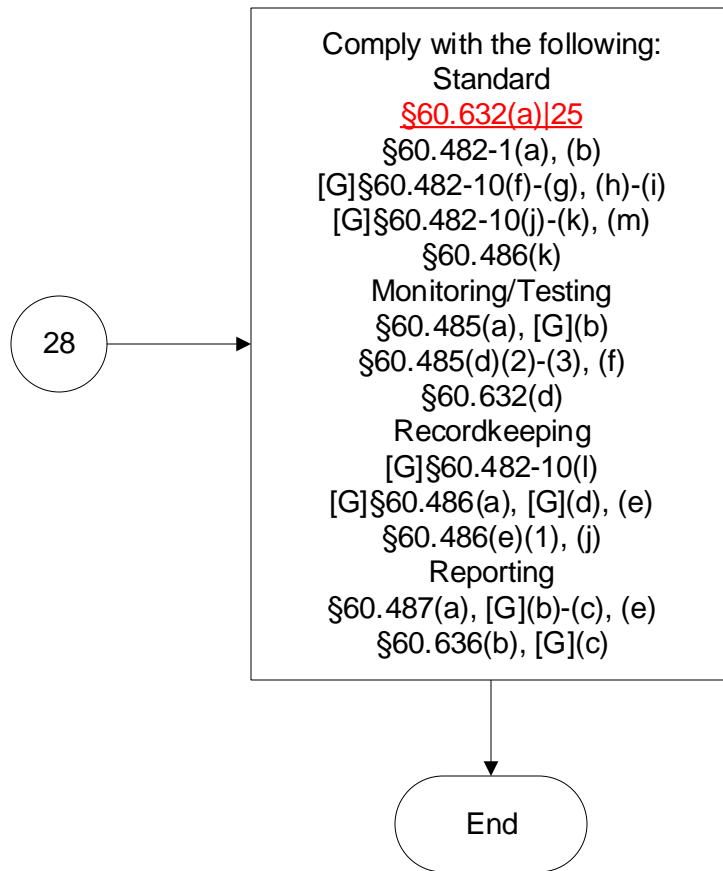 Comply with the following:
Standard
§60.632(a)|25
§60.482-1(a), (b)
[G]§60.482-10(f)-(g), (h)-(i)
[G]§60.482-10(j)-(k), (m)
§60.486(k)
Monitoring/Testing
§60.485(a), [G](b)
§60.485(d)(2)-(3), (f)
§60.632(d)
Recordkeeping
[G]§60.482-10(l)
[G]§60.486(a), [G](d), (e)
§60.486(e)(1), (j)
Reporting
§60.487(a), [G](b)-(c), (e)
§60.636(b), [G](c)
28
End